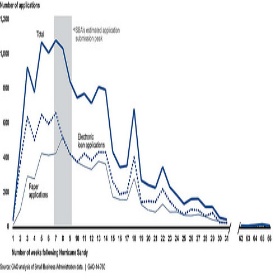 Number of applications
1,200
SBA's estimated application
submission peak
Total
1,000
800
600
Electronic
loan applications
400
Paper
applications
200
0
1 2 3 4 5 6 7 8 9 10 11 12 13 14 15 16 17 18 19 20 21 22 23 24 25 26 27 28 29 30 31
Number of weeks following Hurricane Sandy
Source: GAO analysis of Small Business Administration data. | GAO-14-760